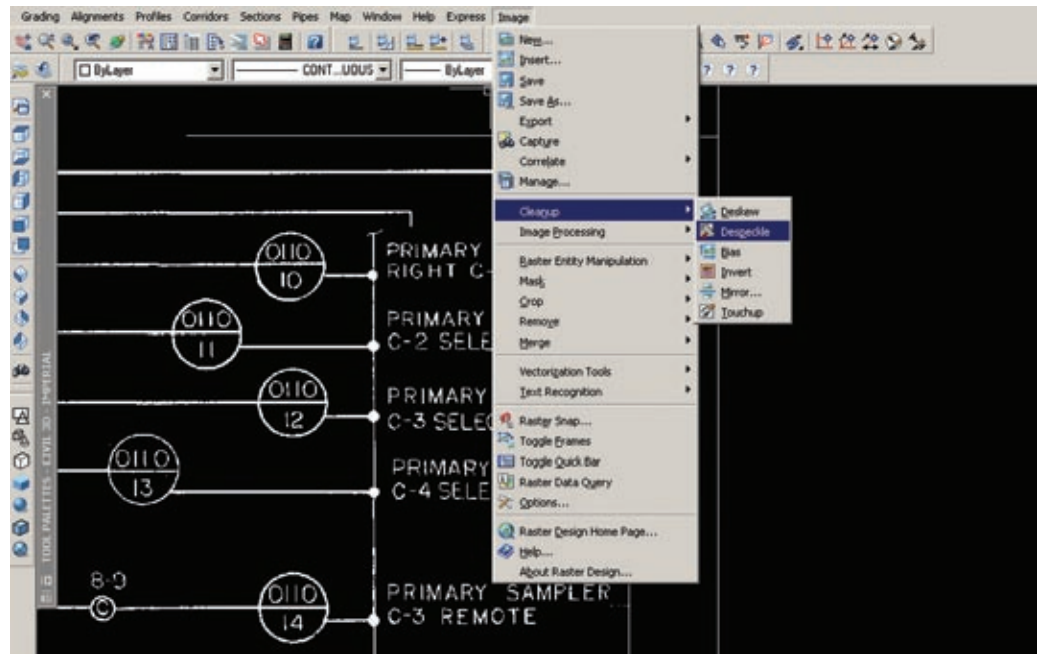 Grading Alignments Profiles Corridors Sections Pipes Map Window Help Express Image
ByLayer
CONT...UOUS
ByLayer
New...
Insert...
Save
Save As...
Export
Capture
Correlate
Manage...
Cleanup
Image Processing
Raster Entity Manipulation
Mask
Crop
Remove
Merge
Vectorization Tools
Text Recognition
Raster Snap...
Toggle Frames
Toggle Quick Bar
Raster Data Query
Options...
Raster Design Home Page...
Help...
About Raster Design...
Deskew
Despeckle
Bias
Invert
Mirror...
Touchup
TOOL PALETTES - CIVIL 3D - IMPERIAL
0110
10
PRIMARY
RIGHT C-
0110
11
PRIMARY
C-2 SELE
0110
12
PRIMARY
C-3 SELEC
0110
13
PRIMARY
C-4 SELE
8-9
C
0110
14
PRIMARY SAMPLER
C-3 REMOTE